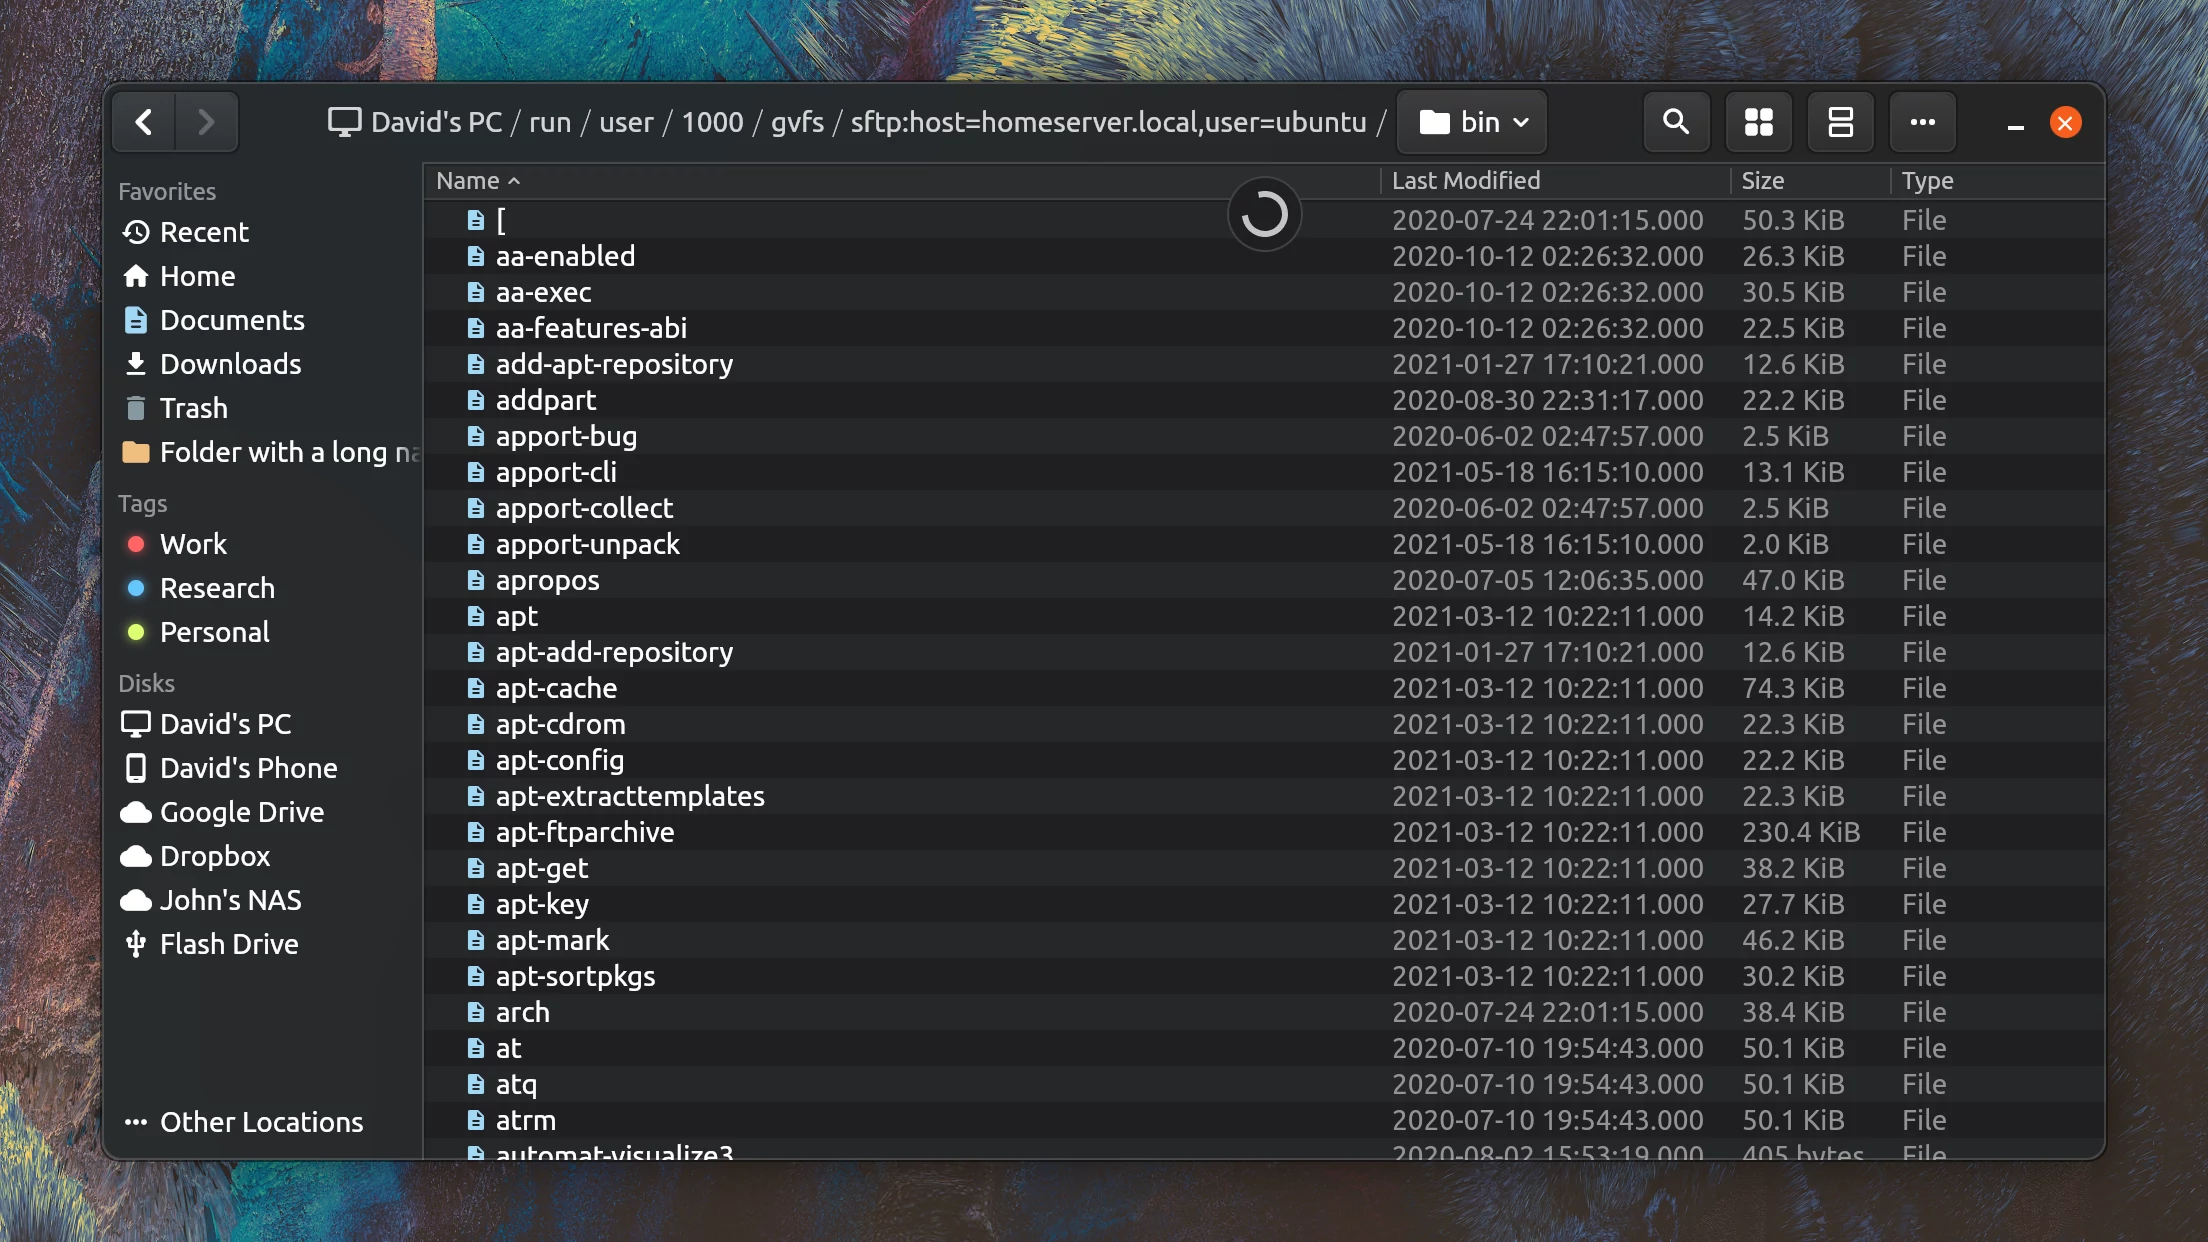 David's PC / run / user / 1000 / gvfs / sftp:host=homeserver.local,user=ubuntu / bin
Favorites
Recent
Home
Documents
Downloads
Trash
Folder with a long na
Tags
Work
Research
Personal
Disks
David's PC
David's Phone
Google Drive
Dropbox
John's NAS
Flash Drive
Other Locations
Name Last Modified Size Type
[ 2020-07-24 22:01:15.000 50.3 KiB File
aa-enabled 2020-10-12 02:26:32.000 26.3 KiB File
aa-exec 2020-10-12 02:26:32.000 30.5 KiB File
aa-features-abi 2020-10-12 02:26:32.000 22.5 KiB File
add-apt-repository 2021-01-27 17:10:21.000 12.6 KiB File
addpart 2020-08-30 22:31:17.000 22.2 KiB File
apport-bug 2020-06-02 02:47:57.000 2.5 KiB File
apport-cli 2021-05-18 16:15:10.000 13.1 KiB File
apport-collect 2020-06-02 02:47:57.000 2.5 KiB File
apport-unpack 2021-05-18 16:15:10.000 2.0 KiB File
apropos 2020-07-05 12:06:35.000 47.0 KiB File
apt 2021-03-12 10:22:11.000 14.2 KiB File
apt-add-repository 2021-01-27 17:10:21.000 12.6 KiB File
apt-cache 2021-03-12 10:22:11.000 74.3 KiB File
apt-cdrom 2021-03-12 10:22:11.000 22.3 KiB File
apt-config 2021-03-12 10:22:11.000 22.2 KiB File
apt-extracttemplates 2021-03-12 10:22:11.000 22.3 KiB File
apt-ftparchive 2021-03-12 10:22:11.000 230.4 KiB File
apt-get 2021-03-12 10:22:11.000 38.2 KiB File
apt-key 2021-03-12 10:22:11.000 27.7 KiB File
apt-mark 2021-03-12 10:22:11.000 46.2 KiB File
apt-sortpkgs 2021-03-12 10:22:11.000 30.2 KiB File
arch 2020-07-24 22:01:15.000 38.4 KiB File
at 2020-07-10 19:54:43.000 50.1 KiB File
atq 2020-07-10 19:54:43.000 50.1 KiB File
atrm 2020-07-10 19:54:43.000 50.1 KiB File
automat-visualize3 2020-08-02 15:53:19.000 405 bytes File